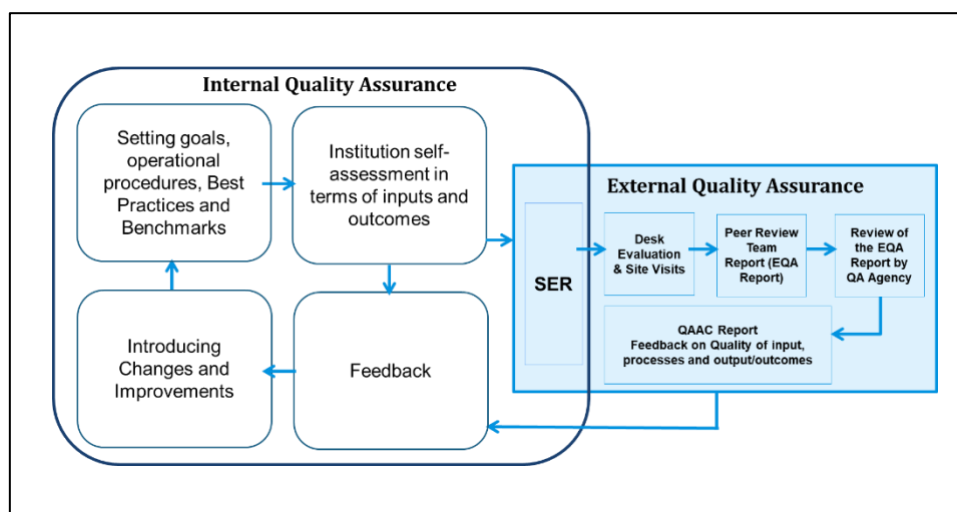 Internal Quality Assurance
Setting goals,
operational
procedures, Best
Practices and
Benchmarks
Institution self-
assessment in
terms of inputs and
outcomes
External Quality Assurance
SER
Desk
Evaluation
& Site Visits
Peer Review
Team
Report (EQA
Report)
Review of
the EQA
Report by
QA Agency
QAAC Report
Feedback on Quality of input,
processes and output/outcomes
Introducing
Changes and
Improvements
Feedback